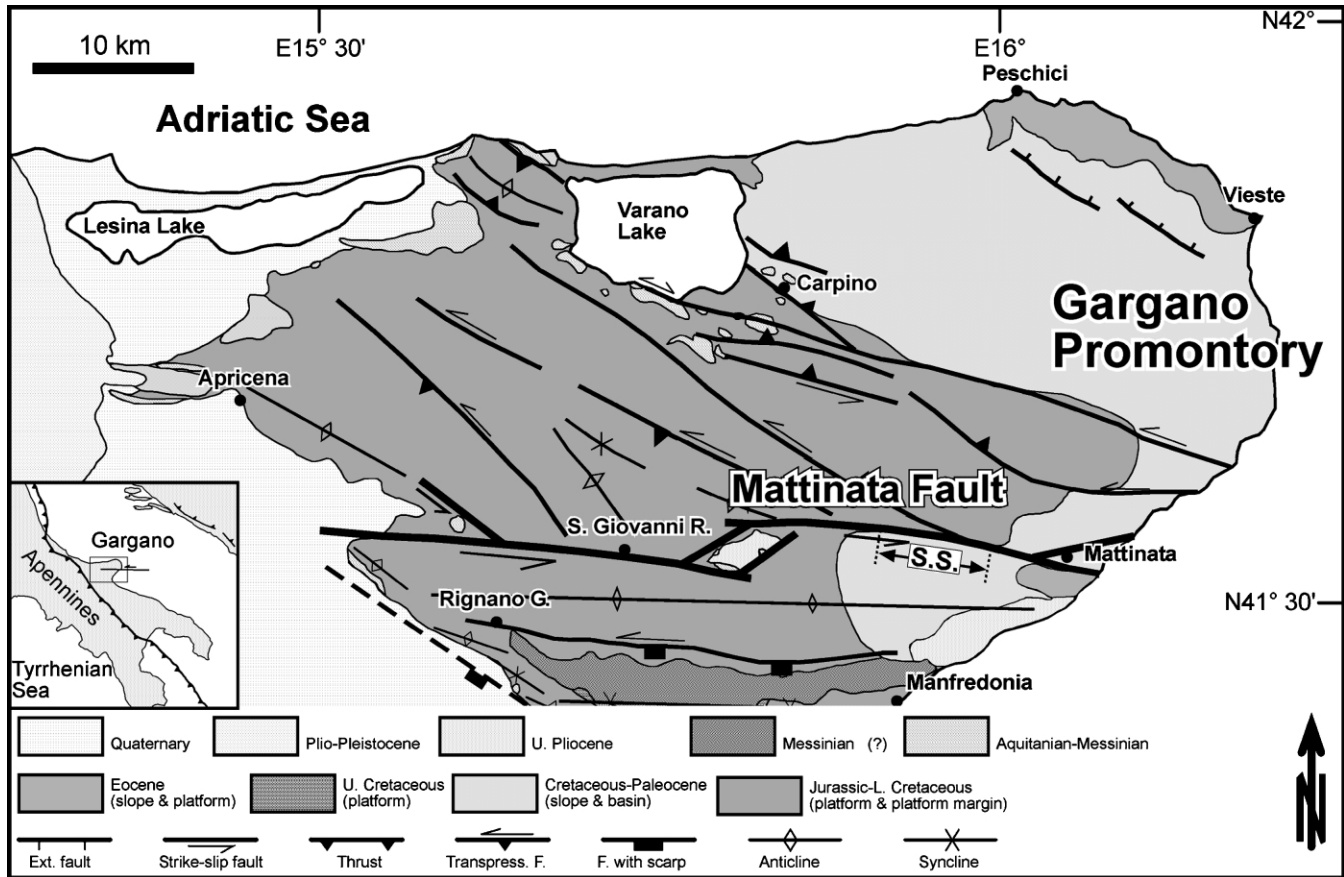 10 km
E15° 30'
E16°
N42°
Peschici
Adriatic Sea
Vieste
Varano
Lake
Lesina Lake
Carpino
Gargano
Promontory
Apricena
Mattinata Fault
S. Giovanni R.
Mattinata
S.S.
Gargano
Apennines
Rignano G.
N41° 30'
Tyrrhenian
Sea
Manfredonia
Quaternary
Plio-Pleistocene
U. Pliocene
Messinian (?)
Aquitanian-Messinian
Eocene
(slope & platform)
U. Cretaceous
(platform)
Cretaceous-Paleocene
(slope & basin)
Jurassic-L. Cretaceous
(platform & platform margin)
N
Ext. fault
Strike-slip fault
Thrust
Transpress. F.
F. with scarp
Anticline
Syncline